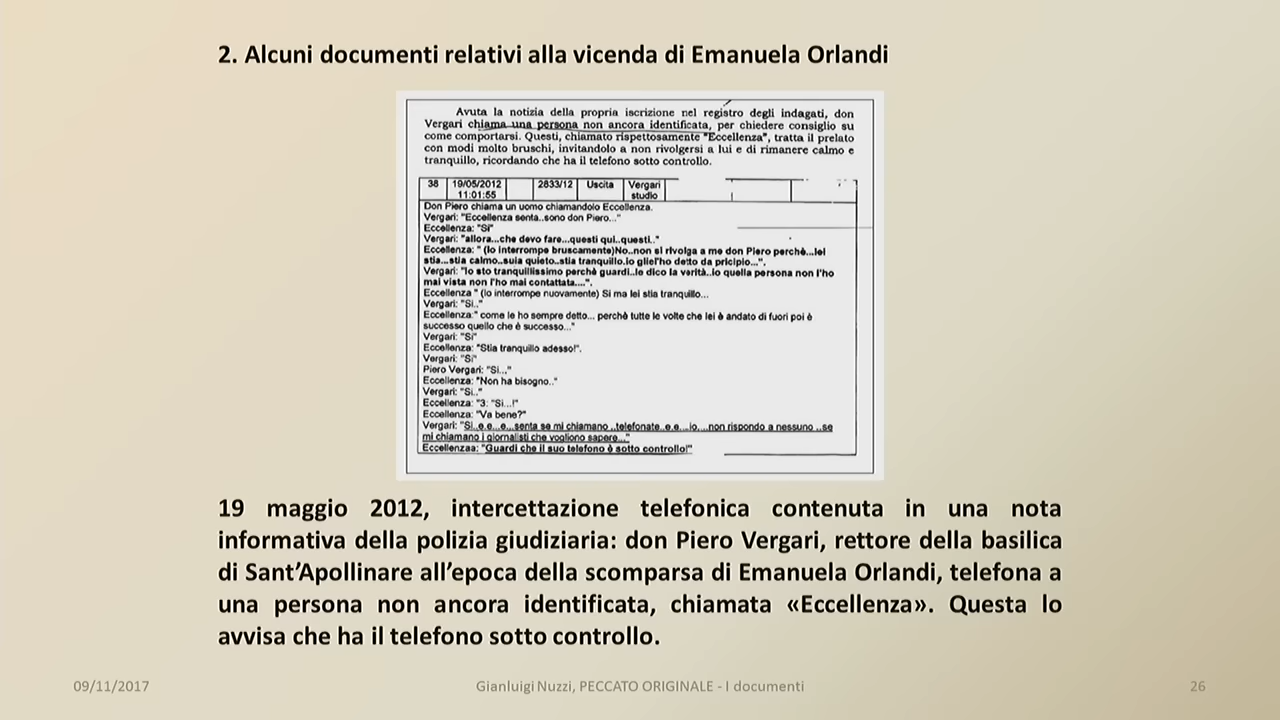 2. Alcuni documenti relativi alla vicenda di Emanuela Orlandi
Avuta la notizia della propria iscrizione nel registro degli indagati, don
Vergari chiama una persona non ancora identificata, per chiedere consiglio su
come comportarsi. Questi, chiamato rispettosamente "Eccellenza", tratta il prelato
con modi molto bruschi, invitandolo a non rivolgersi a lui e di rimanere calmo e
tranquillo, ricordando che ha il telefono sotto controllo.
38 19/05/2012 2833/12 Uscita Vergari
11:01:55 studio
Don Piero chiama un uomo chiamandolo Eccellenza.
Vergari: "Eccellenza senta..sono don Piero..."
Eccellenza: "Si"
Vergari: "allora...che devo fare...questi qui..questi.."
Eccellenza: " (lo interrompe bruscamente)No..non si rivolga a me don Piero perchè...lei
stia...stia calmo..suia quieto..stia tranquillo.io gliel'ho detto da pricipio...".
Vergari: "Io sto tranquillissimo perchè guardi..le dico la verità..io quella persona non l'ho
mai vista non l'ho mai contattata....".
Eccellenza " (lo interrompe nuovamente) Si ma lei stia tranquillo...
Vergari: "Si.."
Eccellenza:" come le ho sempre detto... perchè tutte le volte che lei è andato di fuori poi è
successo quello che è successo..."
Vergari: "Si"
Eccellenza: "Stia tranquillo adesso!".
Vergari: "Si"
Piero Vergari: "Si..."
Eccellenza: "Non ha bisogno.."
Vergari: "Si.."
Eccellenza: "3: "Si...!"
Eccellenza: "Va bene?"
Vergari: "Si..e.e...e...senta se mi chiamano ..telefonate..e.e....io....non rispondo a nessuno ..se
mi chiamano i giornalisti che vogliono sapere..."
Eccellenzaa: "Guardi che il suo telefono è sotto controllo!"
19 maggio 2012, intercettazione telefonica contenuta in una nota
informativa della polizia giudiziaria: don Piero Vergari, rettore della basilica
di Sant'Apollinare all'epoca della scomparsa di Emanuela Orlandi, telefona a
una persona non ancora identificata, chiamata «Eccellenza». Questa lo
avvisa che ha il telefono sotto controllo.
09/11/2017 Gianluigi Nuzzi, PECCATO ORIGINALE - I documenti 26